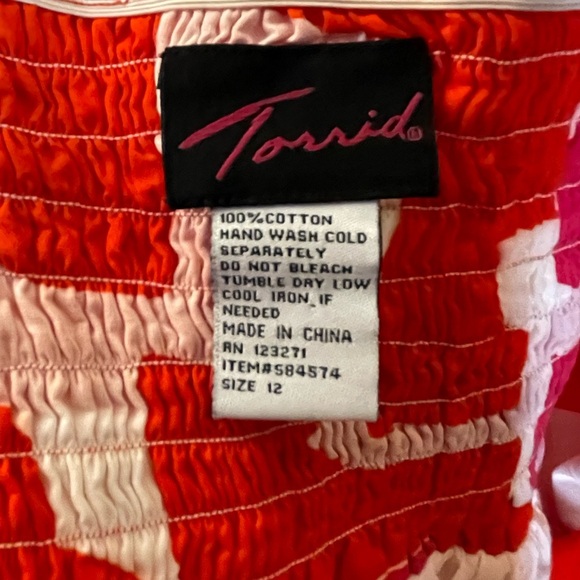 Torrid®
100%COTTON
HAND WASH COLD
SEPARATELY
DO NOT BLEACH
TUMBLE DRY LOW
COOL IRON, IF
NEEDED
MADE IN CHINA
RN 123271
ITEM#584574
SIZE 12